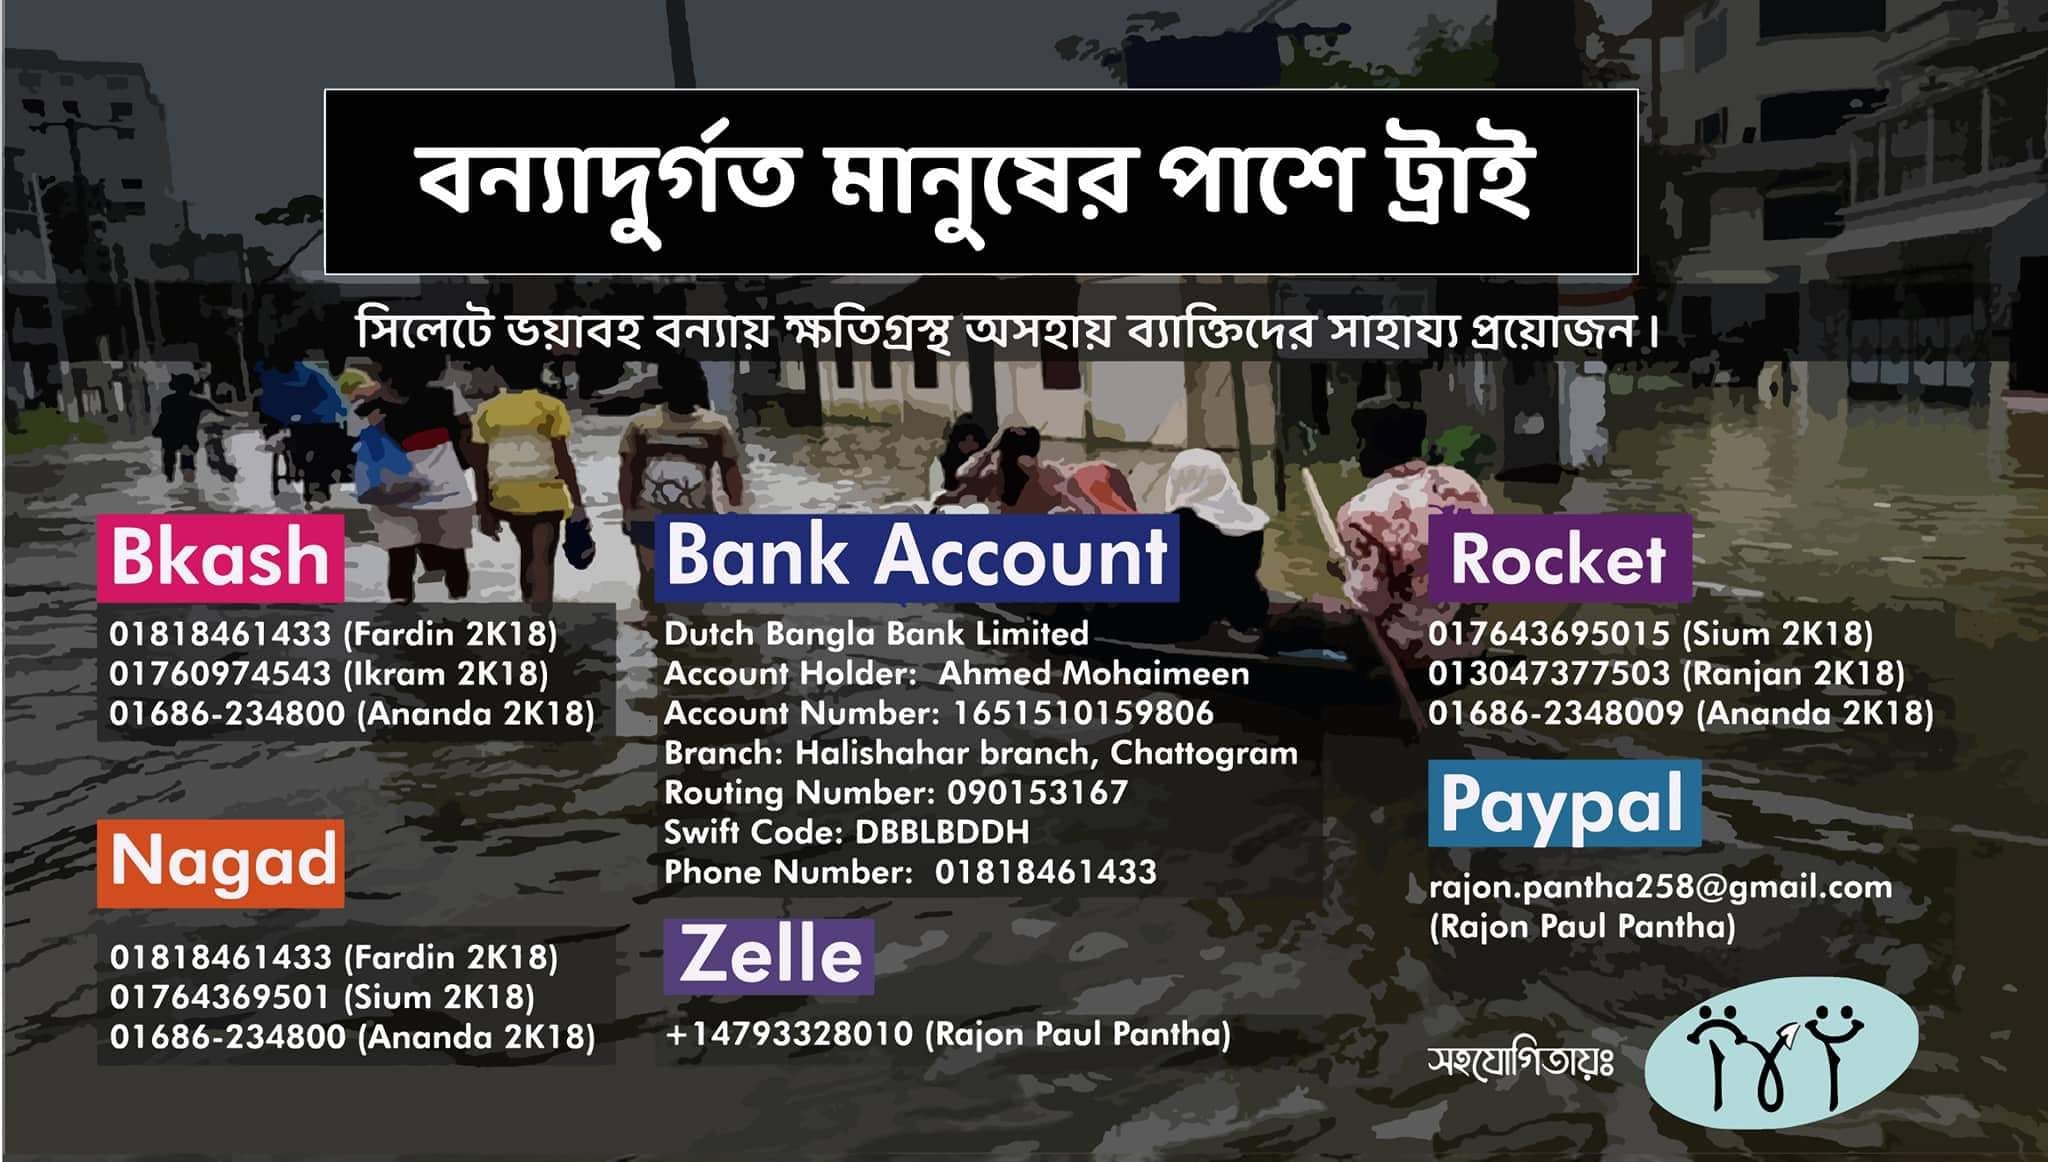 বন্যাদুর্গত মানুষের পাশে ট্রাই
সিলেটে ভয়াবহ বন্যায় ক্ষতিগ্রস্থ অসহায় ব্যাক্তিদের সাহায্য প্রয়োজন।
Bkash
01818461433 (Fardin 2K18)
01760974543 (Ikram 2K18)
01686-234800 (Ananda 2K18)
Nagad
01818461433 (Fardin 2K18)
01764369501 (Sium 2K18)
01686-234800 (Ananda 2K18)
Bank Account
Dutch Bangla Bank Limited
Account Holder: Ahmed Mohaimeen
Account Number: 1651510159806
Branch: Halishahar branch, Chattogram
Routing Number: 090153167
Swift Code: DBBLBDDH
Phone Number: 01818461433
Zelle
+14793328010 (Rajon Paul Pantha)
Rocket
017643695015 (Sium 2K18)
013047377503 (Ranjan 2K18)
01686-2348009 (Ananda 2K18)
Paypal
rajon.pantha258@gmail.com
(Rajon Paul Pantha)
সহযোগিতায়ঃ